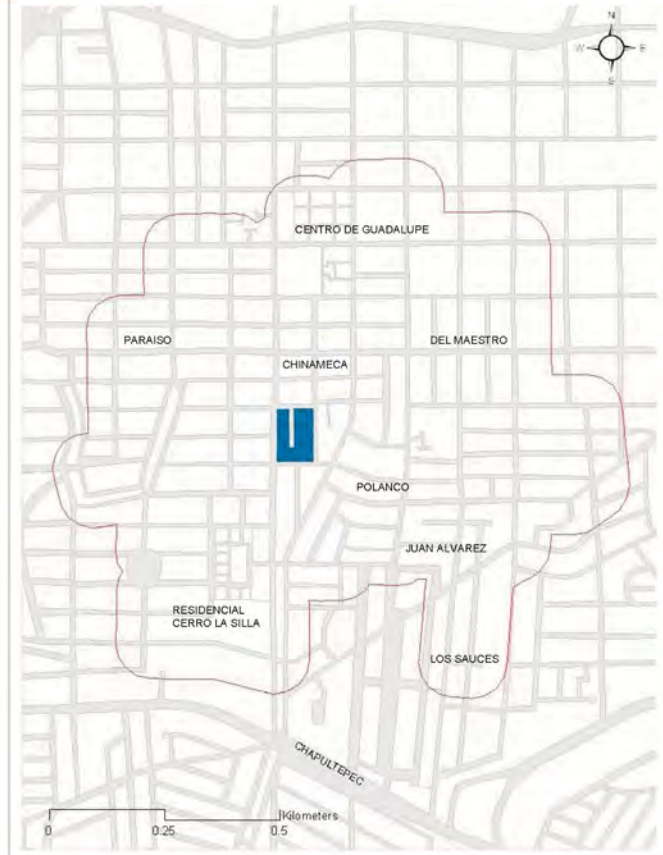 N
W
E
S
CENTRO DE GUADALUPE
PARAISO
DEL MAESTRO
CHINAMECA
POLANCO
JUAN ALVAREZ
RESIDENCIAL
CERRO LA SILLA
LOS SAUCES
CHAPULTEPEC
Kilometers
0
0.25
0.5